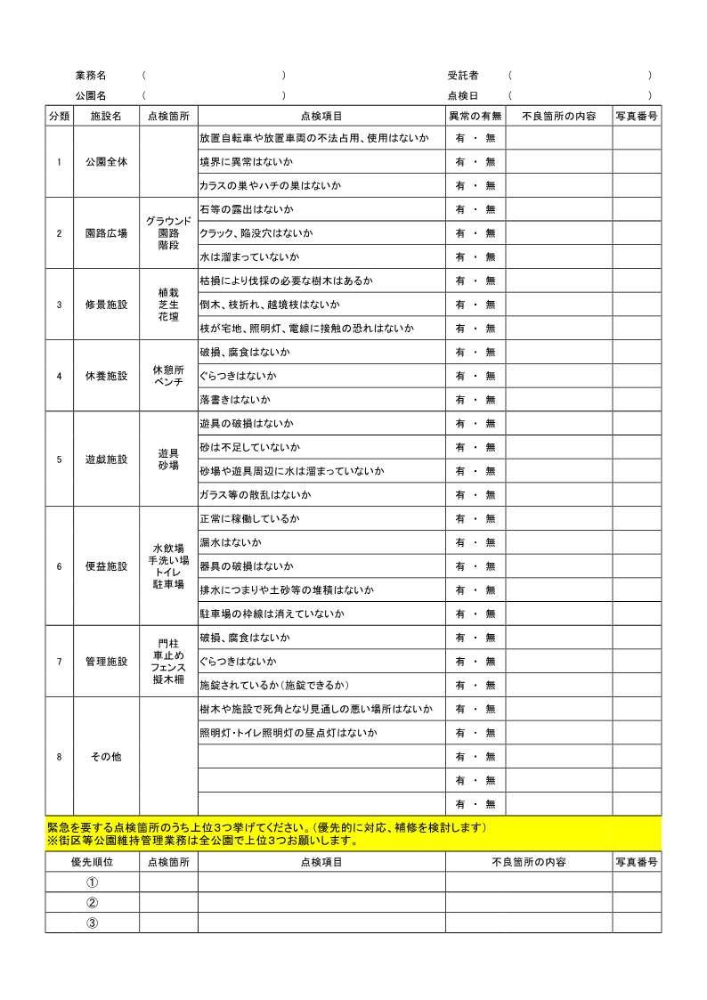 業務名 （ ） 受託者 （ ）
公園名 （ ） 点検日 （ ）
分類 施設名 点検箇所 点検項目 異常の有無 不良箇所の内容 写真番号
1 公園全体
放置自転車や放置車両の不法占用、使用はないか 有 ・ 無
境界に異常はないか 有 ・ 無
カラスの巣やハチの巣はないか 有 ・ 無
2 園路広場
グラウンド
園路
階段
石等の露出はないか 有 ・ 無
クラック、陥没穴はないか 有 ・ 無
水は溜まっていないか 有 ・ 無
3 修景施設
植栽
芝生
花壇
枯損により伐採の必要な樹木はあるか 有 ・ 無
倒木、枝折れ、越境枝はないか 有 ・ 無
枝が宅地、照明灯、電線に接触の恐れはないか 有 ・ 無
4 休養施設
休憩所
ベンチ
破損、腐食はないか 有 ・ 無
ぐらつきはないか 有 ・ 無
落書きはないか 有 ・ 無
5 遊戯施設
遊具
砂場
遊具の破損はないか 有 ・ 無
砂は不足していないか 有 ・ 無
砂場や遊具周辺に水は溜まっていないか 有 ・ 無
ガラス等の散乱はないか 有 ・ 無
6 便益施設
水飲場
手洗い場
トイレ
駐車場
正常に稼働しているか 有 ・ 無
漏水はないか 有 ・ 無
器具の破損はないか 有 ・ 無
排水につまりや土砂等の堆積はないか 有 ・ 無
駐車場の枠線は消えていないか 有 ・ 無
7 管理施設
門柱
車止め
フェンス
擬木柵
破損、腐食はないか 有 ・ 無
ぐらつきはないか 有 ・ 無
施錠されているか（施錠できるか） 有 ・ 無
8 その他
樹木や施設で死角となり見通しの悪い場所はないか 有 ・ 無
照明灯・トイレ照明灯の昼点灯はないか 有 ・ 無
有 ・ 無
有 ・ 無
有 ・ 無
緊急を要する点検箇所のうち上位３つ挙げてください。（優先的に対応、補修を検討します）
※街区等公園維持管理業務は全公園で上位３つお願いします。
優先順位 点検箇所 点検項目 不良箇所の内容 写真番号
①
②
③